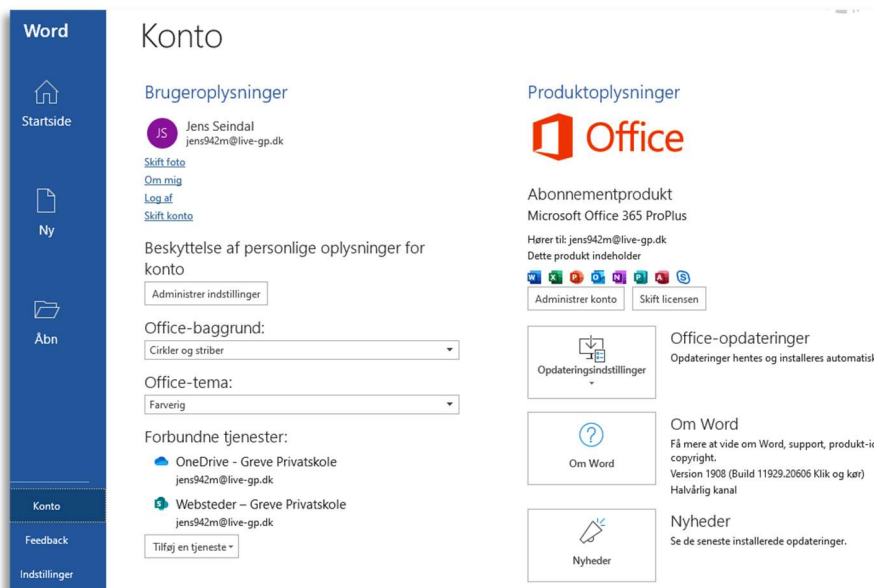 Word
Startside
Ny
Åbn
Konto
Feedback
Indstillinger
Konto
Brugeroplysninger
JS
Jens Seindal
jens942m@live-gp.dk
Skift foto
Om mig
Log af
Skift konto
Beskyttelse af personlige oplysninger for
konto
Administrer indstillinger
Office-baggrund:
Cirkler og striber
Office-tema:
Farverig
Forbundne tjenester:
OneDrive - Greve Privatskole
jens942m@live-gp.dk
Websteder – Greve Privatskole
jens942m@live-gp.dk
Tilføj en tjeneste
Produktoplysninger
Office
Abonnementprodukt
Microsoft Office 365 ProPlus
Hører til: jens942m@live-gp.dk
Dette produkt indeholder
Administrer konto
Skift licensen
Opdateringsindstillinger
Office-opdateringer
Opdateringer hentes og installeres automatisk
Om Word
Om Word
Få mere at vide om Word, support, produkt-id
copyright.
Version 1908 (Build 11929.20606 Klik og kør)
Halvårlig kanal
Nyheder
Nyheder
Se de seneste installerede opdateringer.